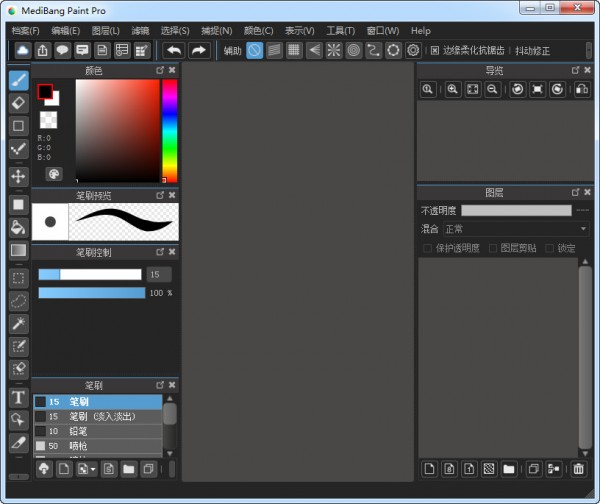 MediBang Paint Pro
档案(F) 编辑(E) 图层(L) 滤镜 选择(S) 捕捉(N) 颜色(C) 表示(V) 工具(T) 窗口(W) Help
辅助 边缘柔化抗锯齿 抖动修正
颜色
R:0
G:0
B:0
笔刷预览
笔刷控制
15
100 %
笔刷
15 笔刷
15 笔刷 (淡入淡出)
10 铅笔
50 喷枪
导览
图层
不透明度
混合 正常
保护透明度 图层剪贴 锁定